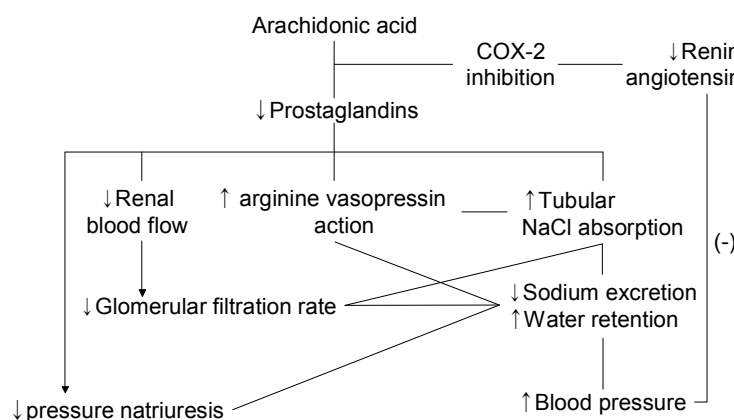 Arachidonic acid
COX-2
inhibition
↓Renin
angiotensin
↓Prostaglandins
↓Renal
blood flow
↑ arginine vasopressin
action
↑Tubular
NaCl absorption
(-)
↓Glomerular filtration rate
↓Sodium excretion
↑Water retention
↓pressure natriuresis
↑Blood pressure